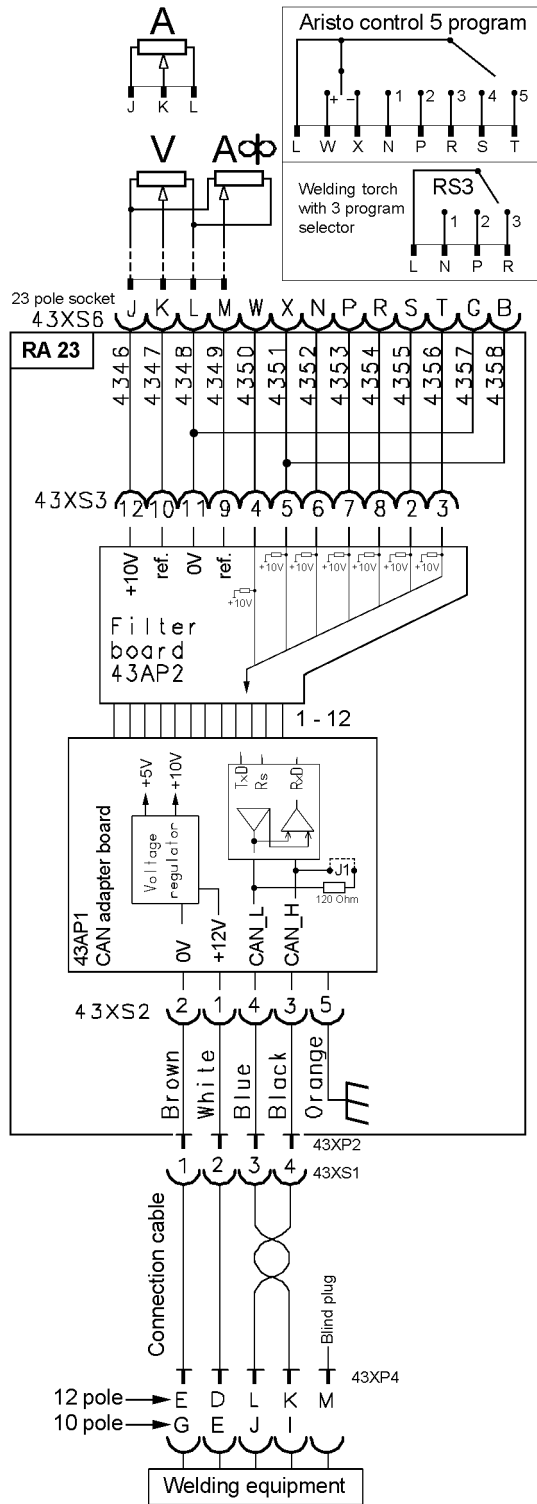 A
J K L
V A
Aristo control 5 program
+ - 1 2 3 4 5
L W X N P R S T
Welding torch
with 3 program
selector
RS3
1 2 3
L N P R
23 pole socket
43XS6
J K L M W X N P R S T G B
RA 23
4346 4347 4348 4349 4350 4351 4352 4353 4354 4355 4356 4357 4358
43XS3
12 10 11 9 4 5 6 7 8 2 3
+10V ref. 0V ref.
+10V +10V +10V +10V +10V +10V
+10V
Filter
board
43AP2
1 - 12
+5V +10V
TxD Rs RxD
Voltage
regulator
J1
120 Ohm
43AP1
CAN adapter board
0V +12V CAN_L CAN_H
43XS2
2 1 4 3 5
Brown White Blue Black Orange
43XP2
1 2 3 4
43XS1
Connection cable
Blind plug
43XP4
12 pole E D L K M
10 pole G E J I
Welding equipment